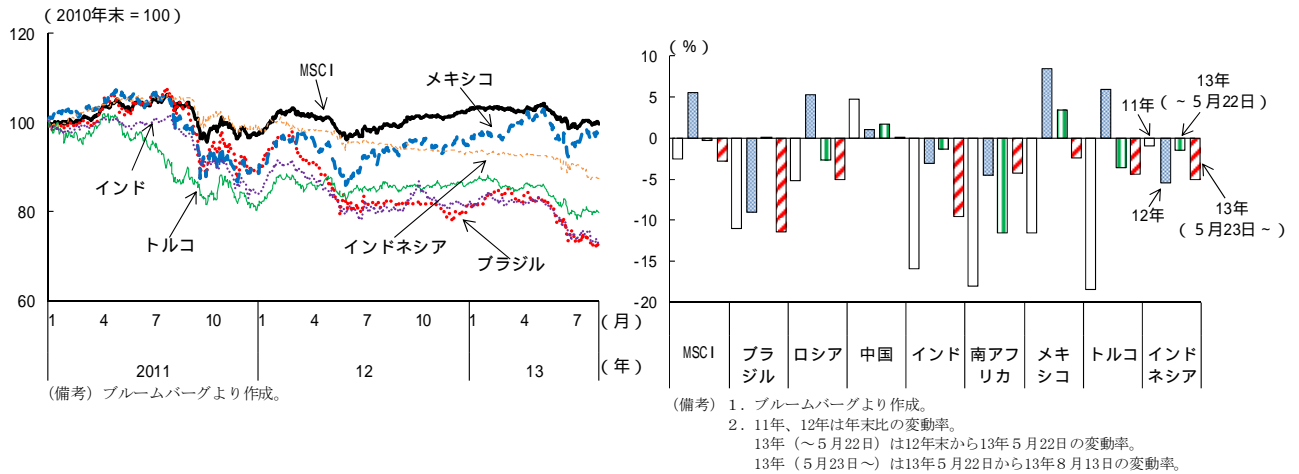 (2010年末=100)
120
100
80
60
MSCI
メキシコ
インド
トルコ
インドネシア
ブラジル
1 4 7 10 1 4 7 10 1 4 7 (月)
2011 12 13 (年)
(備考) ブルームバーグより作成。
(%)
10
5
0
-5
-10
-15
-20
11年
13年
(~5月22日)
12年
13年
(5月23日~)
MSCI ブラ ロシア 中国 インド 南アフ メキ トルコ インド
ジル リカ シコ ネシア
(備考) 1.ブルームバーグより作成。
2.11年、12年は年末比の変動率。
13年(~5月22日)は12年末から13年5月22日の変動率。
13年(5月23日~)は13年5月22日から13年8月13日の変動率。